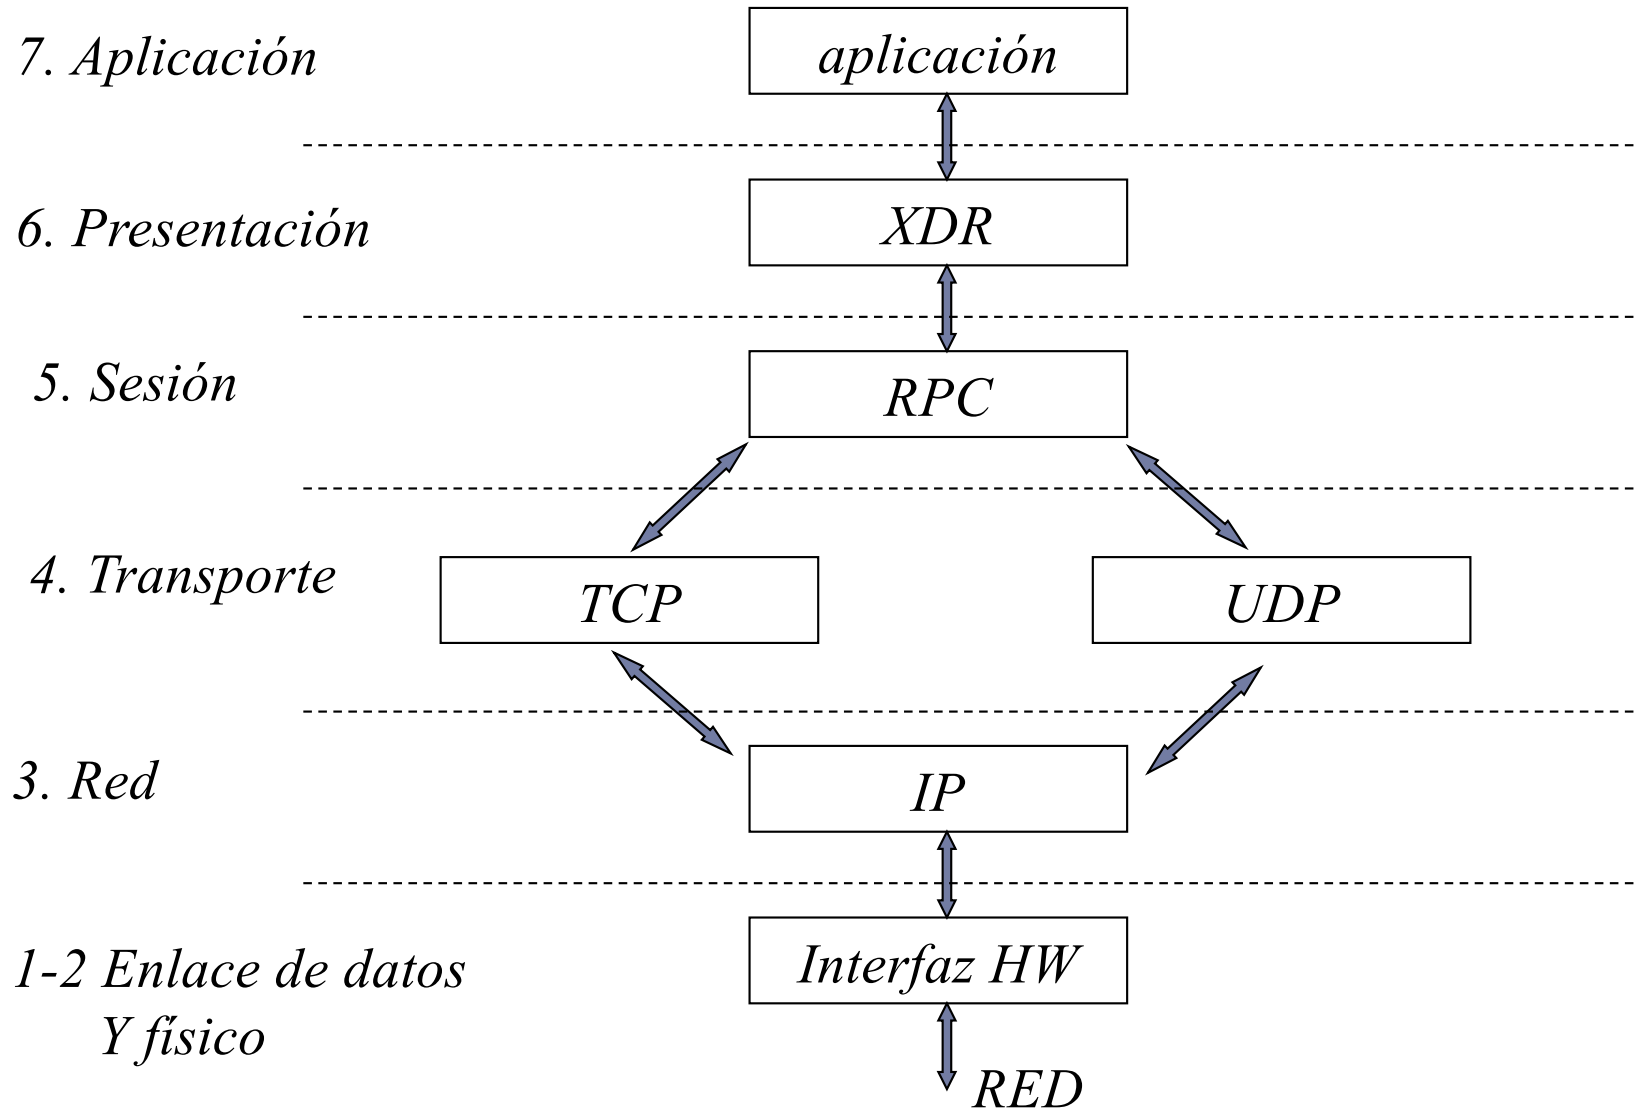 7. Aplicación
aplicación
6. Presentación
XDR
5. Sesión
RPC
4. Transporte
TCP
UDP
3. Red
IP
1-2 Enlace de datos
Y físico
Interfaz HW
RED